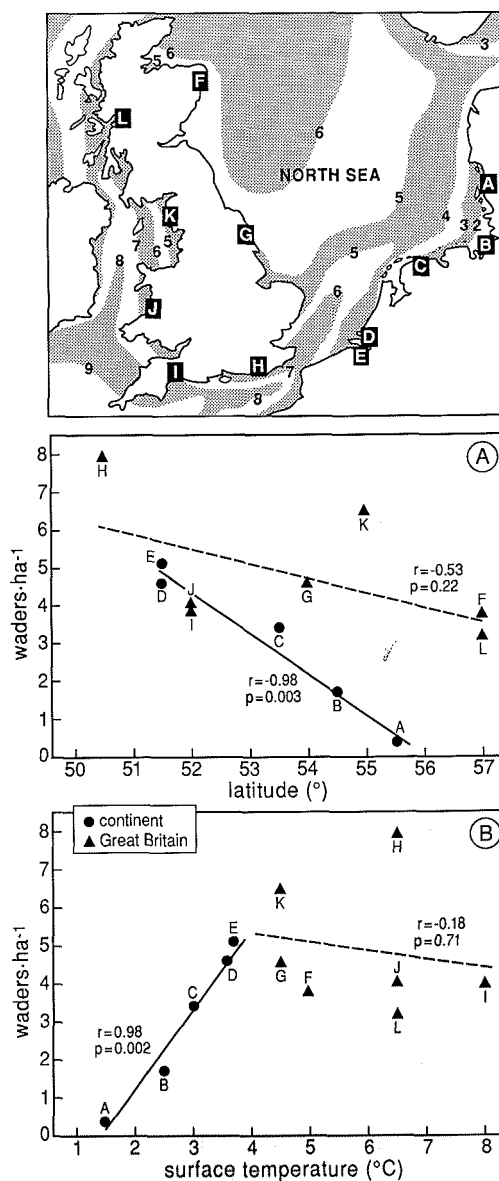 3
5 6
F
L
6
NORTH SEA
A
K
5
4
3 2
7 5
G
B
6
5
8
C
6
J
D
9
H
E
I
7
8
A
waders·ha⁻¹
8
7
6
5
4
3
2
1
0
H
K
r=-0.53
p=0.22
E
D
J
I
G
F
L
C
r=-0.98
p=0.003
B
A
50 51 52 53 54 55 56 57
latitude (°)
B
● continent
▲ Great Britain
waders·ha⁻¹
8
7
6
5
4
3
2
1
0
H
K
r=-0.18
p=0.71
E
D
G
F
J
I
C
L
r=0.98
p=0.002
B
A
1 2 3 4 5 6 7 8
surface temperature (°C)